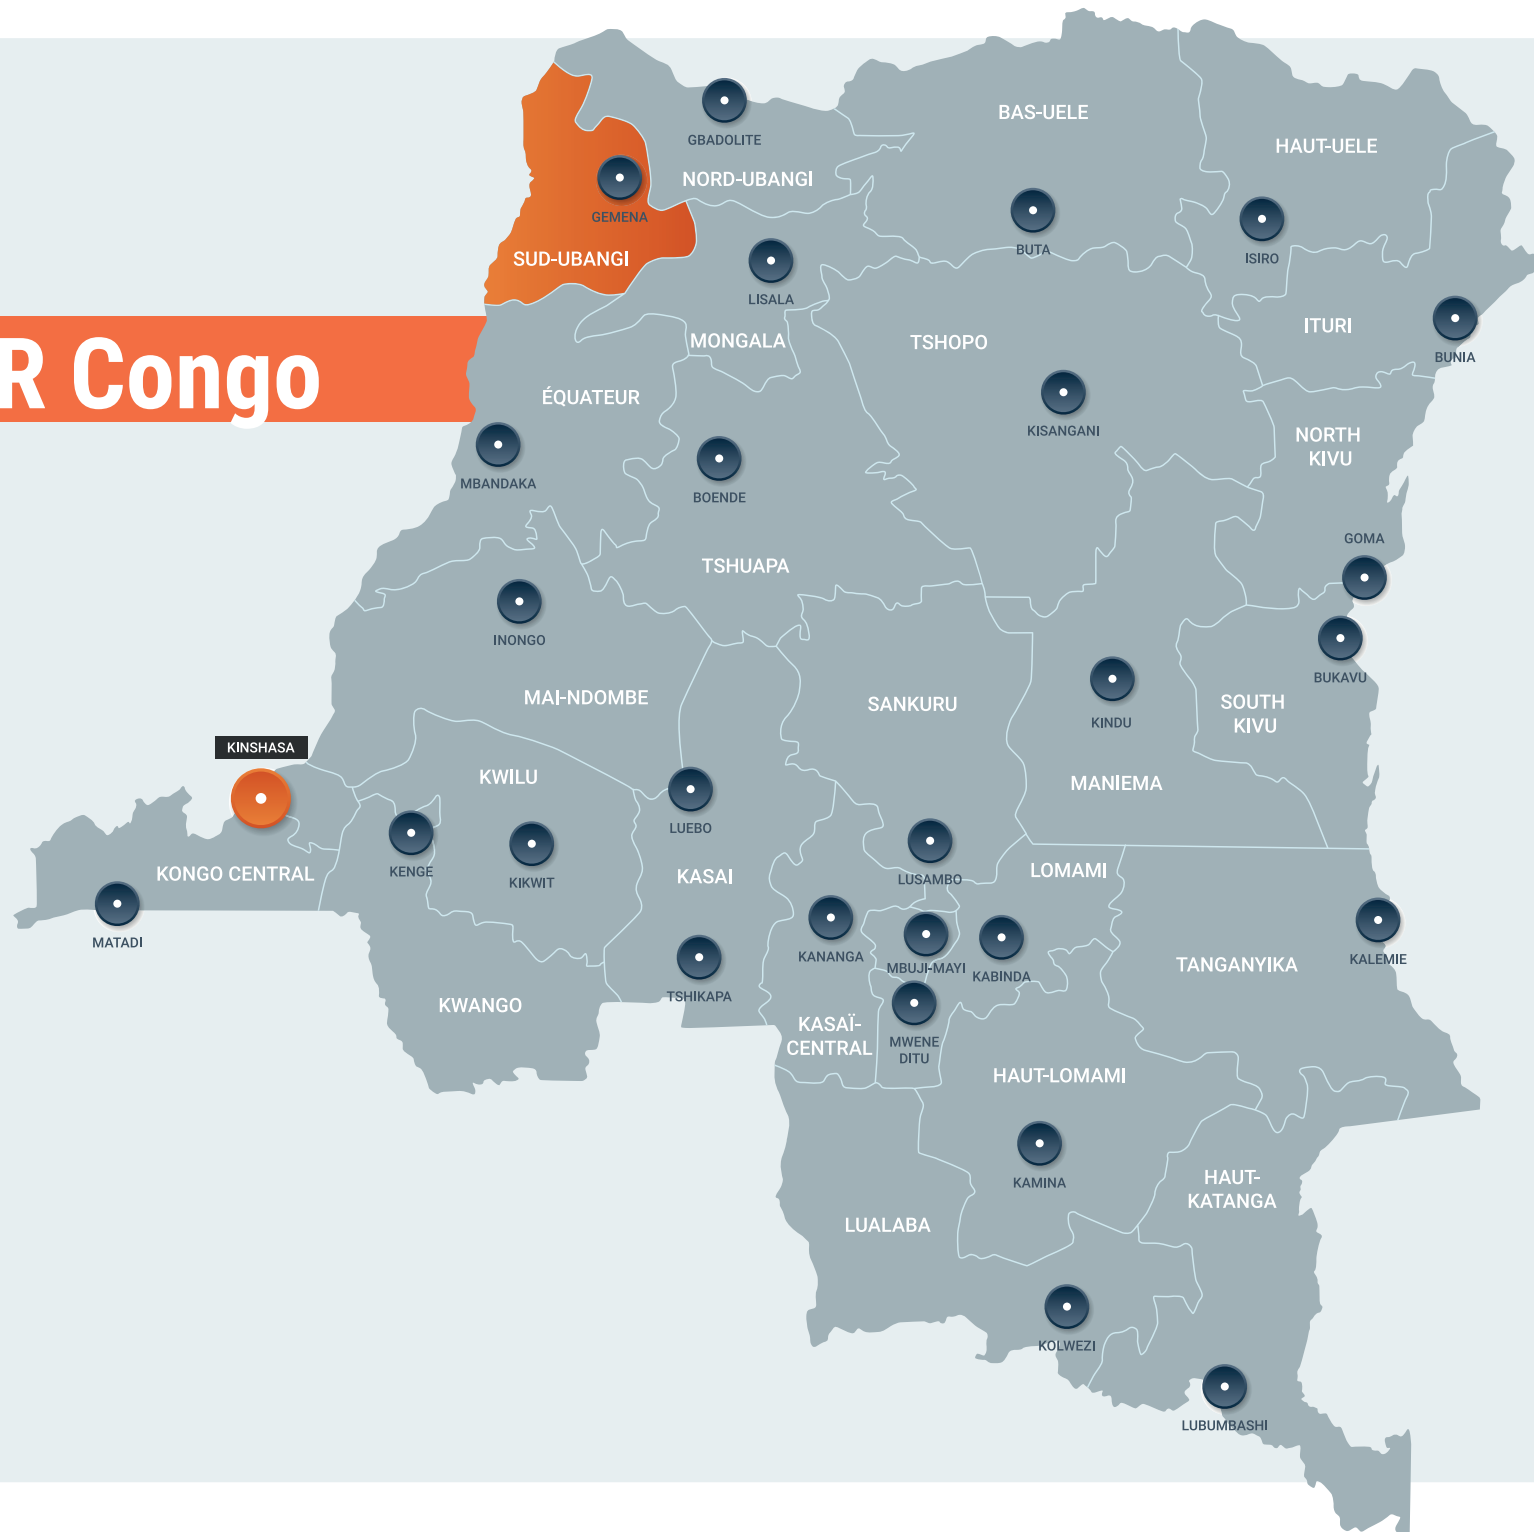 BAS-UELE
GBADOLITE
HAUT-UELE
NORD-UBANGI
GEMENA
BUTA
SUD-UBANGI
ISIRO
LISALA
ITURI
MONGALA
TSHOPO
BUNIA
R Congo
ÉQUATEUR
KISANGANI
NORTH
KIVU
MBANDAKA
BOENDE
GOMA
TSHUAPA
INONGO
BUKAVU
MAI-NDOMBE
SANKURU
SOUTH
KIVU
KINDU
KINSHASA
KWILU
MANIEMA
LUEBO
KONGO CENTRAL
KENGE
KIKWIT
KASAI
LUSAMBO
LOMAMI
MATADI
KANANGA
MBUJI-MAYI
KABINDA
TANGANYIKA
KALEMIE
TSHIKAPA
KWANGO
KASAÏ-
CENTRAL
MWENE
DITU
HAUT-LOMAMI
KAMINA
HAUT-
KATANGA
LUALABA
KOLWEZI
LUBUMBASHI